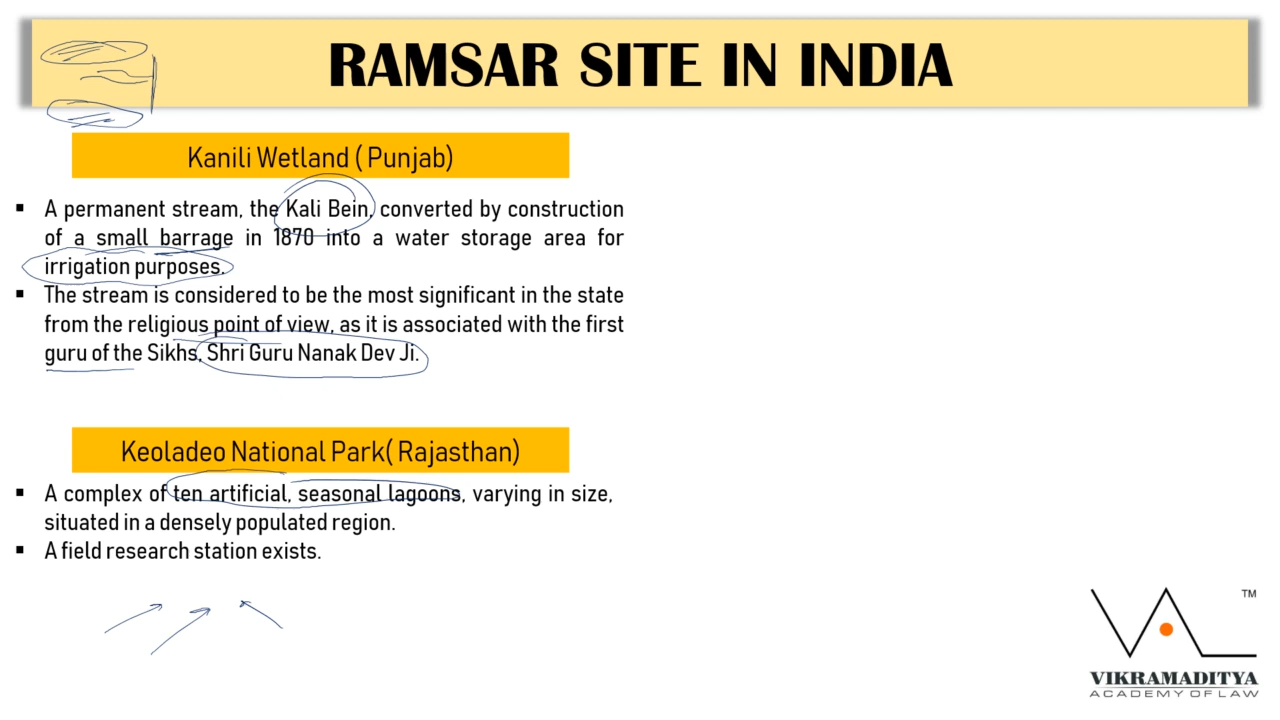 RAMSAR SITE IN INDIA
Kanili Wetland ( Punjab)
▪ A permanent stream, the Kali Bein, converted by construction
of a small barrage in 1870 into a water storage area for
irrigation purposes.
▪ The stream is considered to be the most significant in the state
from the religious point of view, as it is associated with the first
guru of the Sikhs, Shri Guru Nanak Dev Ji.
Keoladeo National Park( Rajasthan)
▪ A complex of ten artificial, seasonal lagoons, varying in size,
situated in a densely populated region.
▪ A field research station exists.
TM
VIKRAMADITYA
ACADEMY OF LAW